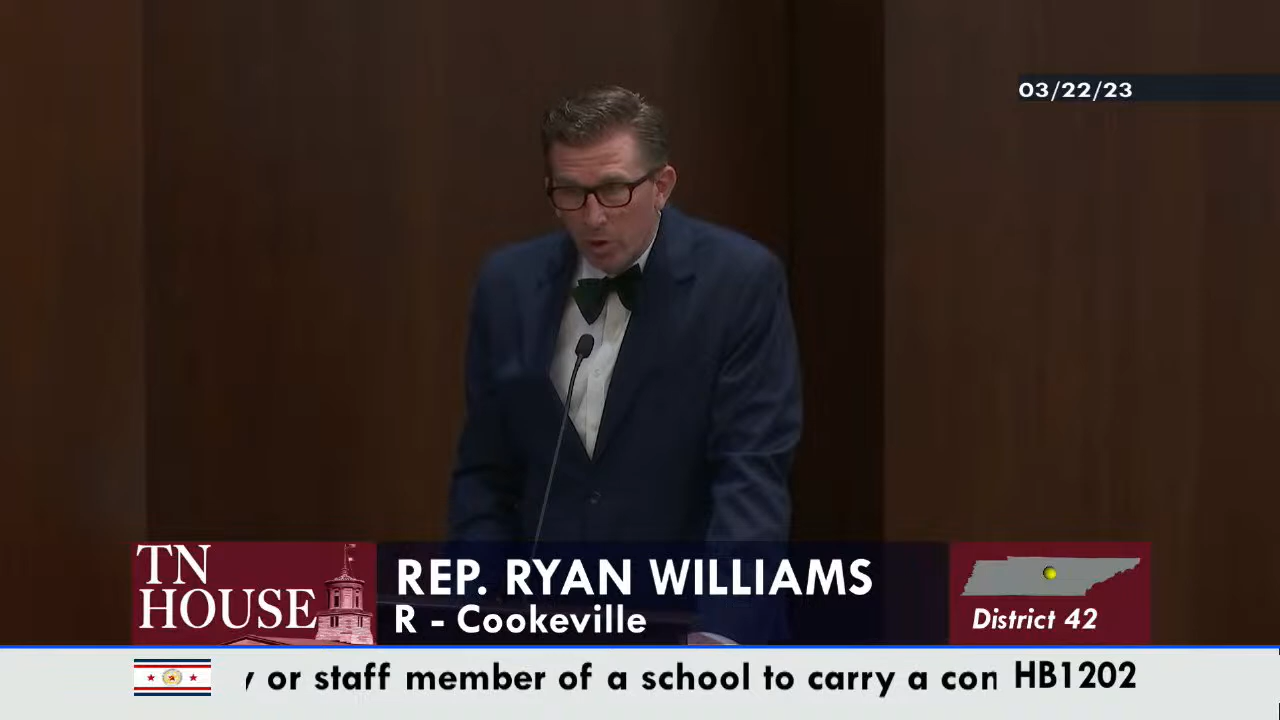 03/22/23
TN
HOUSE
REP. RYAN WILLIAMS
R - Cookeville
District 42
or staff member of a school to carry a con
HB1202